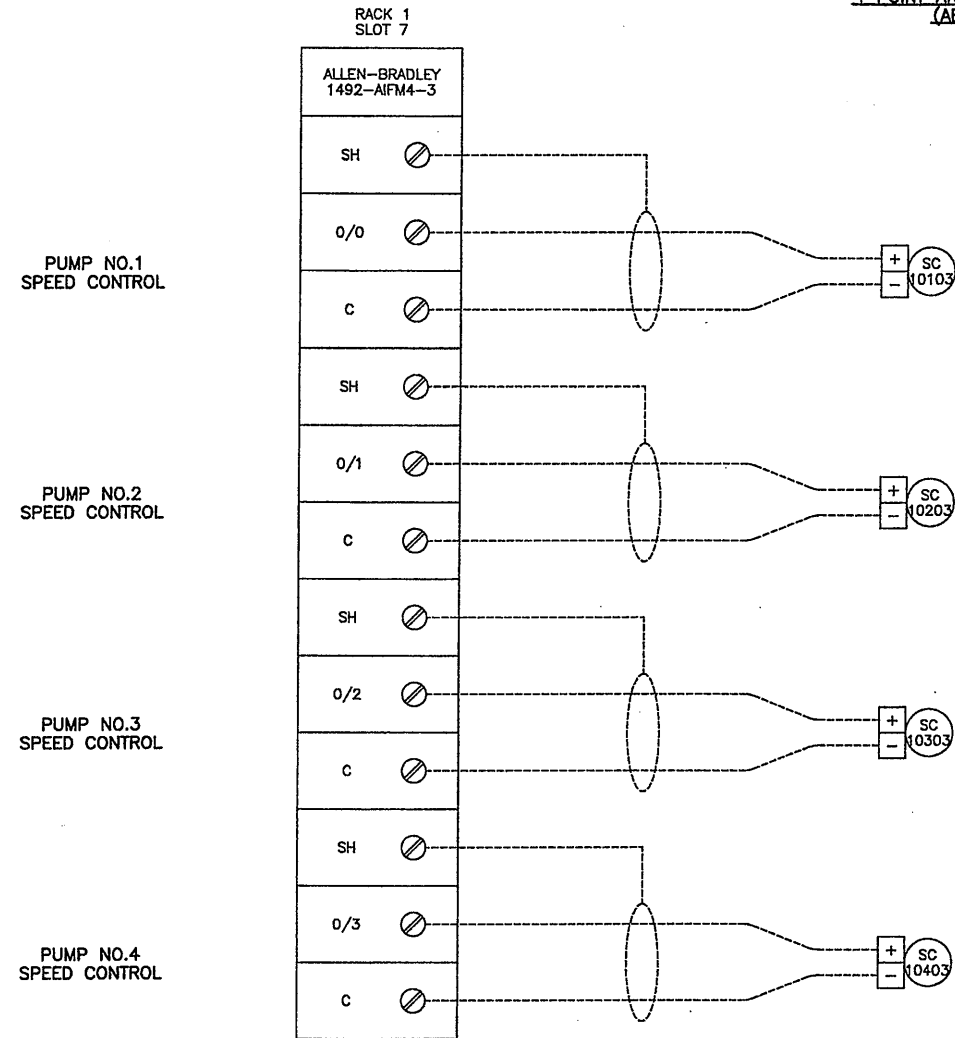 RACK 1
SLOT 7
ALLEN-BRADLEY
1492-AIFM4-3
SH
PUMP NO.1
SPEED CONTROL
0/0
+
-
SC
10103
C
SH
PUMP NO.2
SPEED CONTROL
0/1
+
-
SC
10203
C
SH
PUMP NO.3
SPEED CONTROL
0/2
+
-
SC
10303
C
SH
PUMP NO.4
SPEED CONTROL
0/3
+
-
SC
10403
C